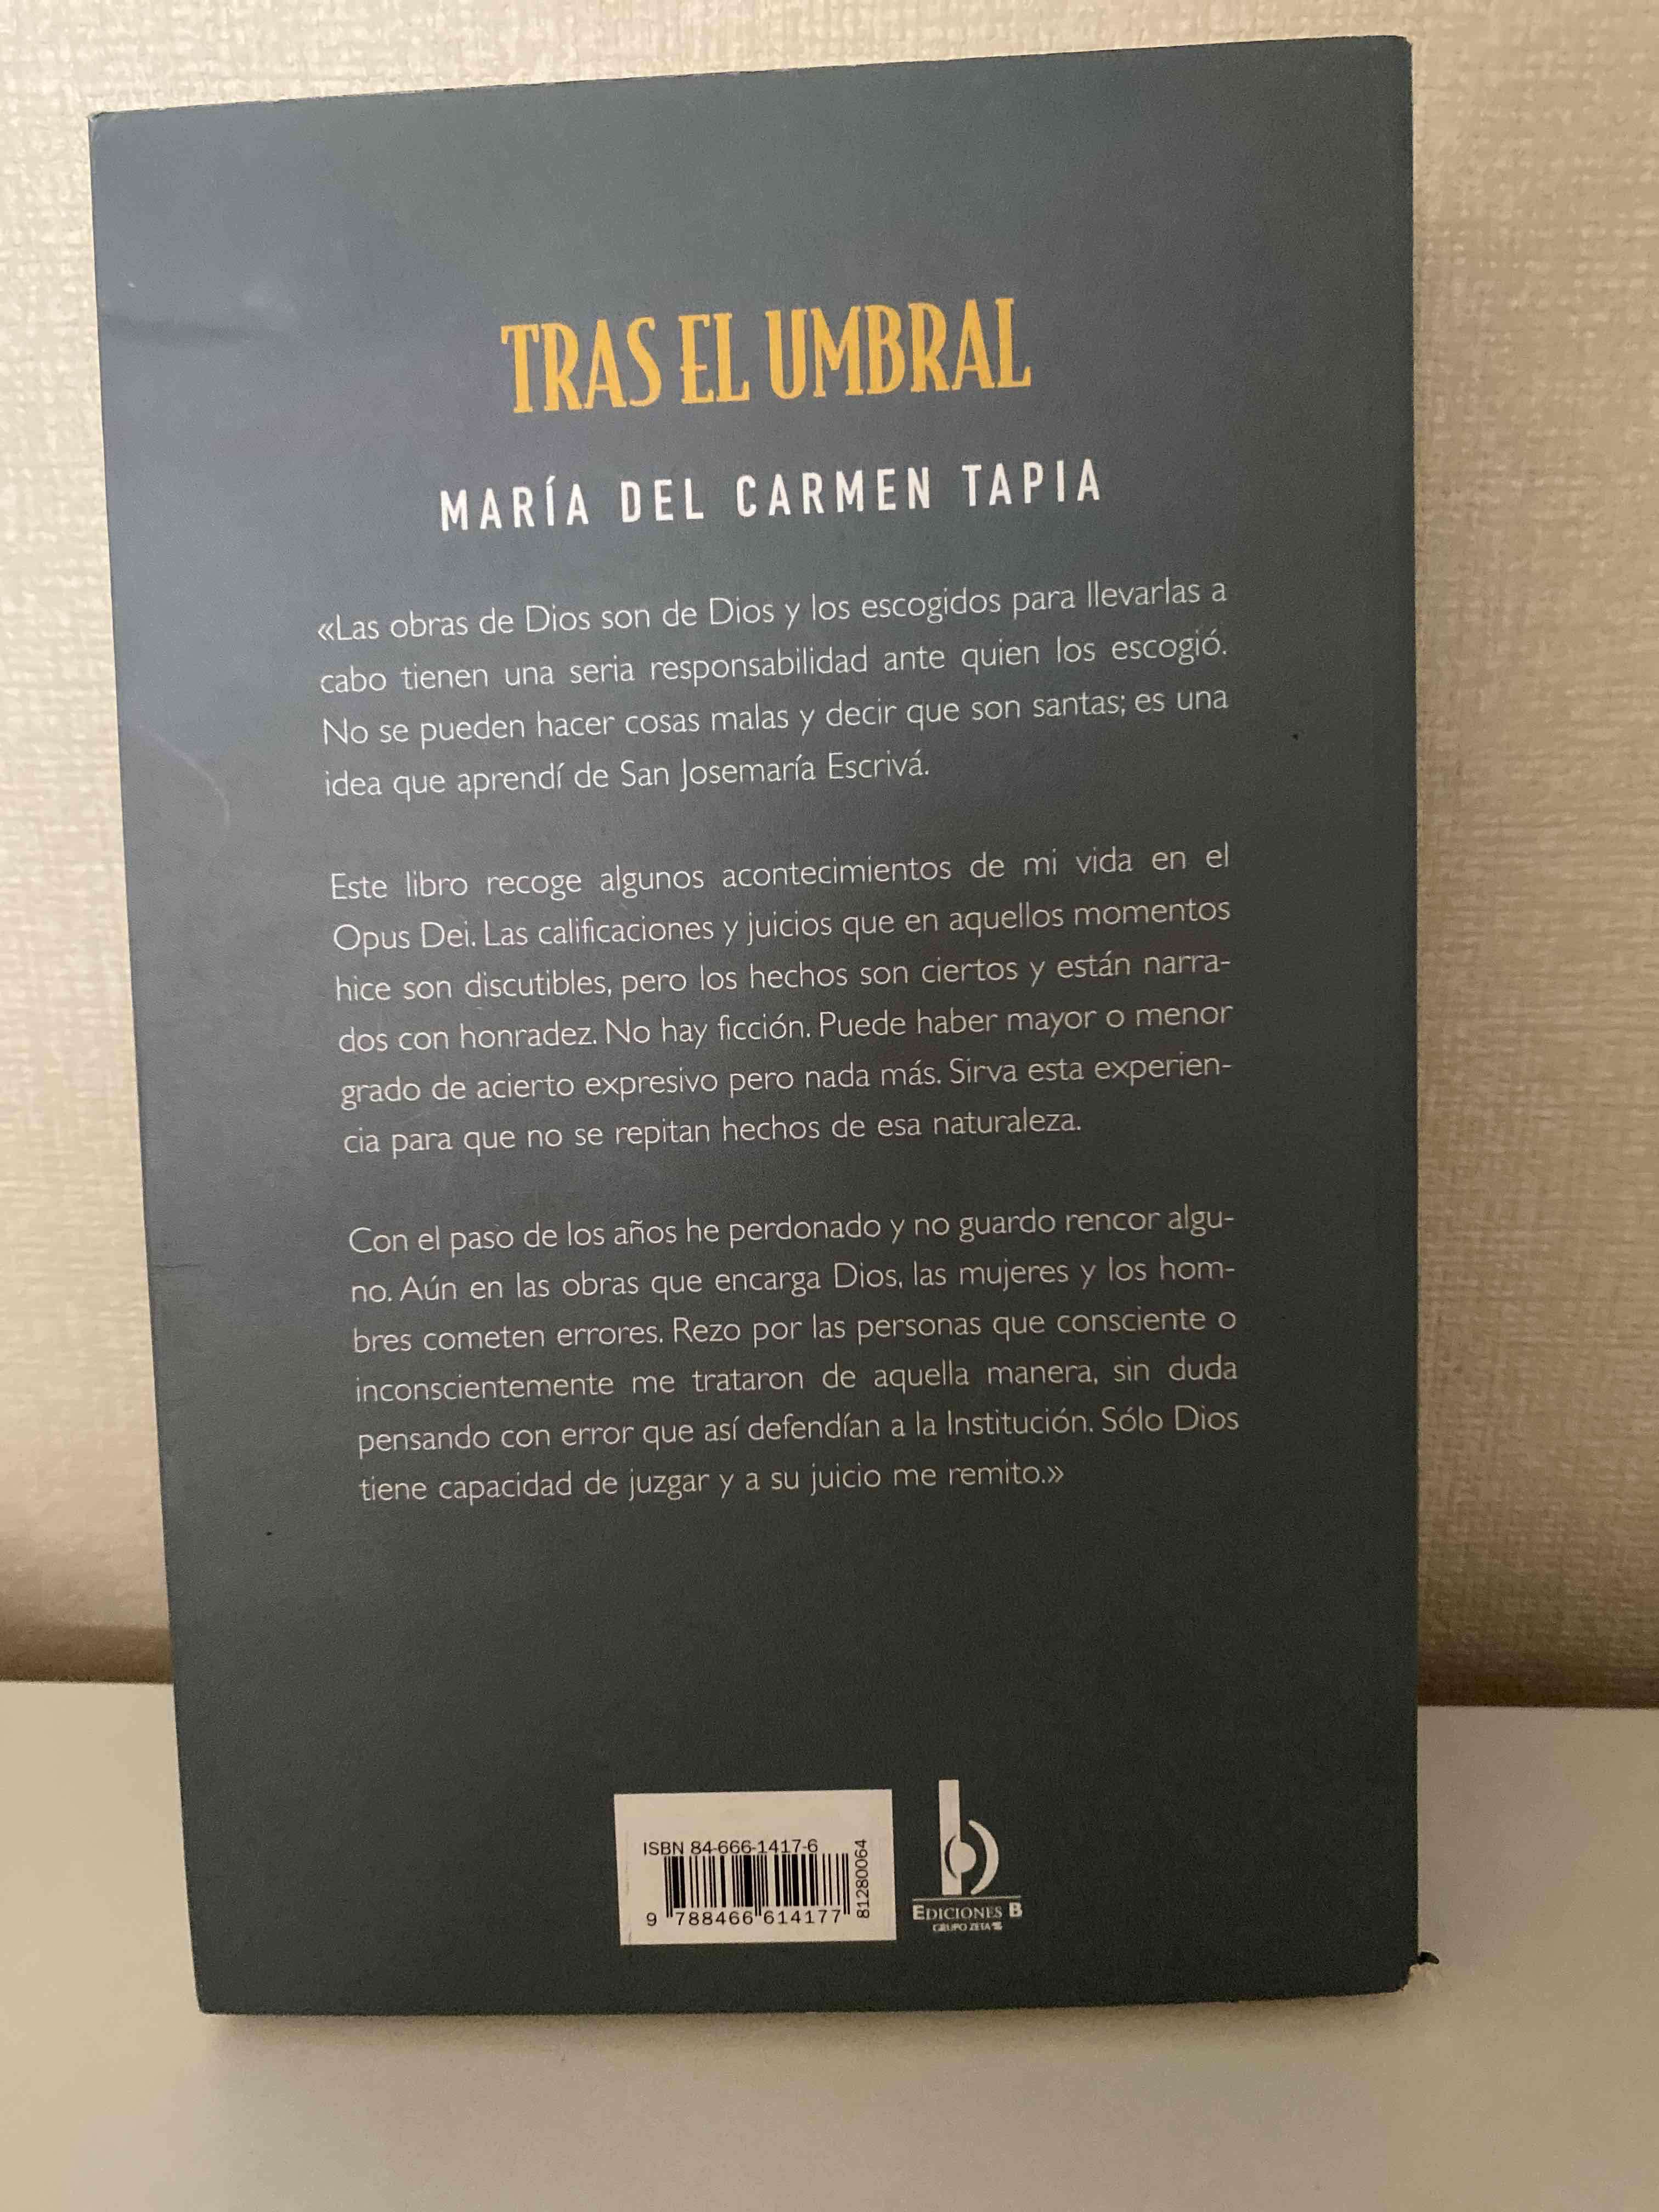 TRAS EL UMBRAL
MARÍA DEL CARMEN TAPIA
«Las obras de Dios son de Dios y los escogidos para llevarlas a
cabo tienen una seria responsabilidad ante quien los escogió.
No se pueden hacer cosas malas y decir que son santas; es una
idea que aprendí de San Josemaría Escrivá.
Este libro recoge algunos acontecimientos de mi vida en el
Opus Dei. Las calificaciones y juicios que en aquellos momentos
hice son discutibles, pero los hechos son ciertos y están narra-
dos con honradez. No hay ficción. Puede haber mayor o menor
grado de acierto expresivo pero nada más. Sirva esta experien-
cia para que no se repitan hechos de esa naturaleza.
Con el paso de los años he perdonado y no guardo rencor algu-
no. Aún en las obras que encarga Dios, las mujeres y los hom-
bres cometen errores. Rezo por las personas que consciente o
inconscientemente me trataron de aquella manera, sin duda
pensando con error que así defendían a la Institución. Sólo Dios
tiene capacidad de juzgar y a su juicio me remito.»
ISBN 84-666-1417-6
9 788466 614177
81280064
b
EDICIONES B
GRUPO ZETA